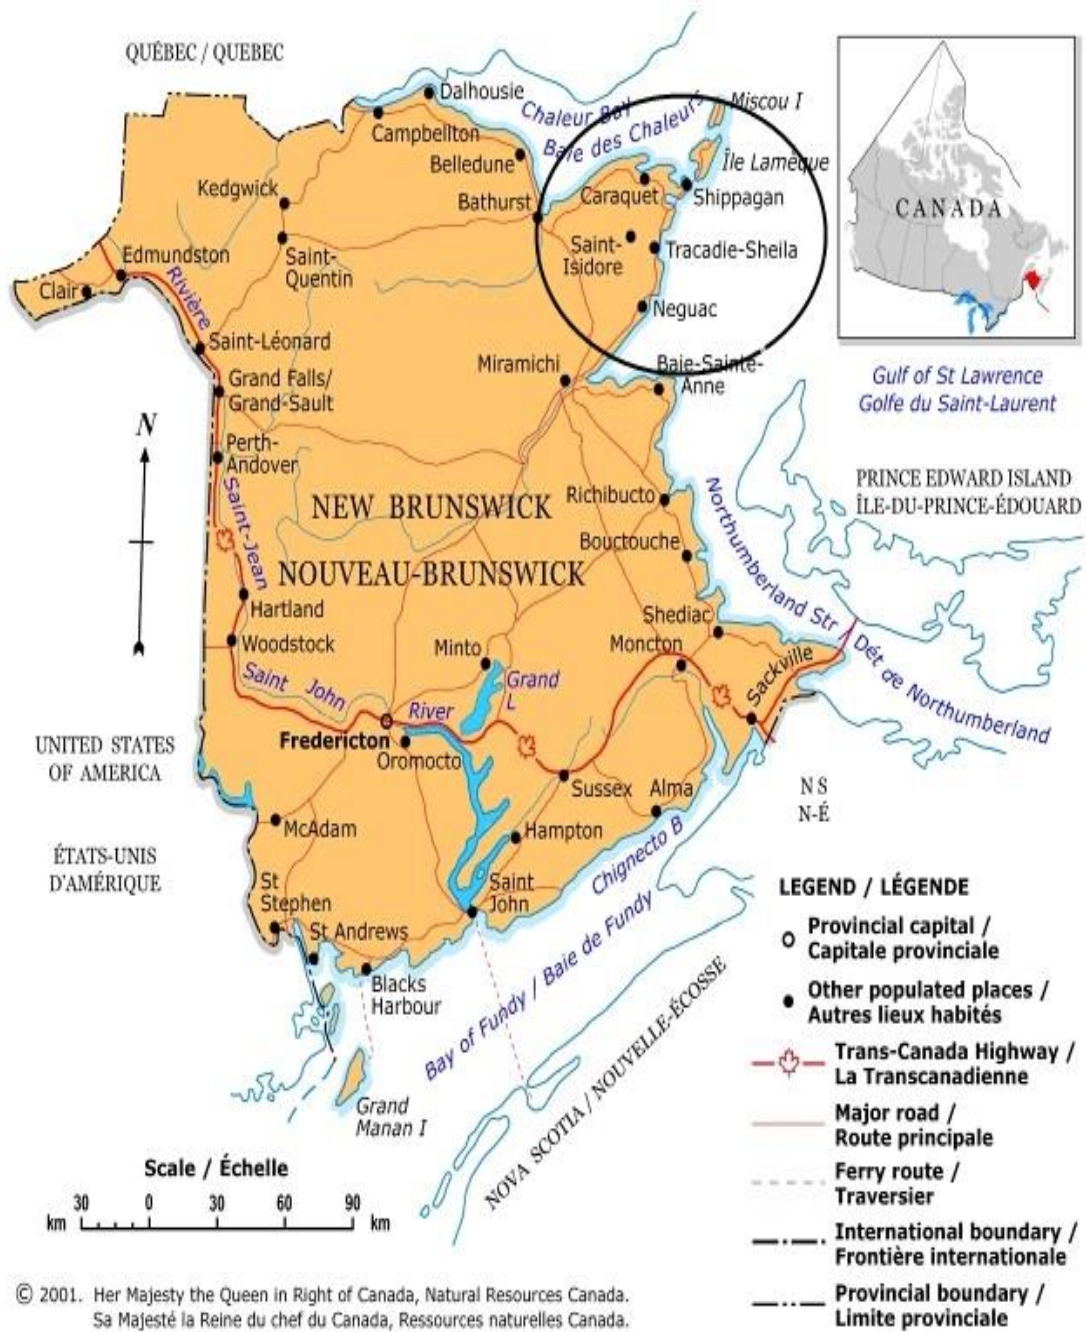 QUÉBEC / QUEBEC
Dalhousie
Chaleur Bay
Baie des Chaleurs
Miscou I
Campbellton
Belledune
Île Lamèque
Kedgwick
Bathurst
Caraquet
Shippagan
CANADA
Edmundston
Saint-
Quentin
Saint-
Isidore
Tracadie-Sheila
Clair
Rivière
Neguac
Saint-Léonard
Miramichi
Baie-Sainte-
Anne
Grand Falls/
Grand-Sault
Gulf of St Lawrence
Golfe du Saint-Laurent
N
Perth-
Andover
PRINCE EDWARD ISLAND
ÎLE-DU-PRINCE-ÉDOUARD
Saint-Jean
NEW BRUNSWICK
Richibucto
Northumberland Str / Dét de Northumberland
Bouctouche
NOUVEAU-BRUNSWICK
Hartland
Shediac
Woodstock
Minto
Moncton
Sackville
Saint John River
Grand
L
Fredericton
Oromocto
UNITED STATES
OF AMERICA
Sussex
Alma
N S
N-É
McAdam
Hampton
ÉTATS-UNIS
D'AMÉRIQUE
Chignecto B
St
Stephen
Saint
John
St Andrews
Blacks
Harbour
Bay of Fundy / Baie de Fundy
Grand
Manan I
NOVA SCOTIA / NOUVELLE-ÉCOSSE
LEGEND / LÉGENDE
Provincial capital /
Capitale provinciale
Other populated places /
Autres lieux habités
Trans-Canada Highway /
La Transcanadienne
Major road /
Route principale
Ferry route /
Traversier
International boundary /
Frontière internationale
Provincial boundary /
Limite provinciale
Scale / Échelle
30 0 30 60 90
km km
© 2001. Her Majesty the Queen in Right of Canada, Natural Resources Canada.
Sa Majesté la Reine du chef du Canada, Ressources naturelles Canada.